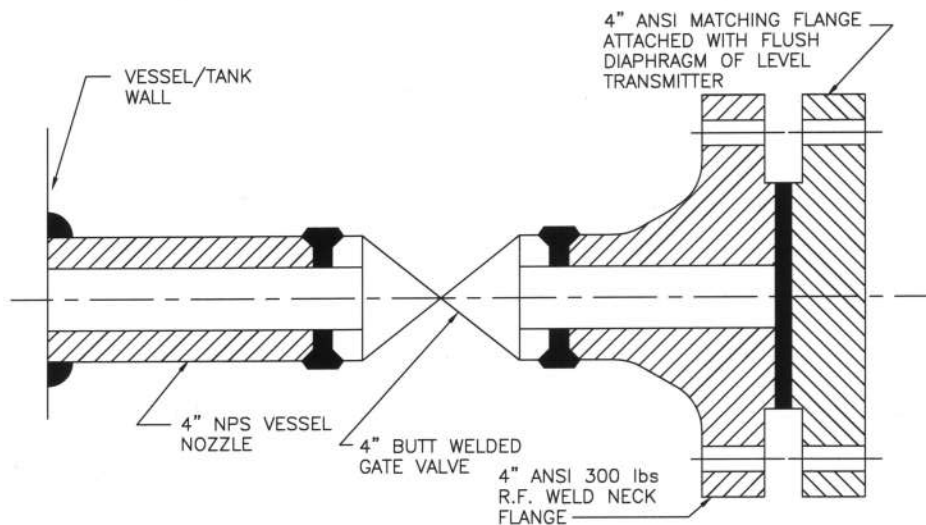 4" ANSI MATCHING FLANGE
ATTACHED WITH FLUSH
DIAPHRAGM OF LEVEL
TRANSMITTER
VESSEL/TANK
WALL
4" NPS VESSEL
NOZZLE
4" BUTT WELDED
GATE VALVE
4" ANSI 300 lbs
R.F. WELD NECK
FLANGE